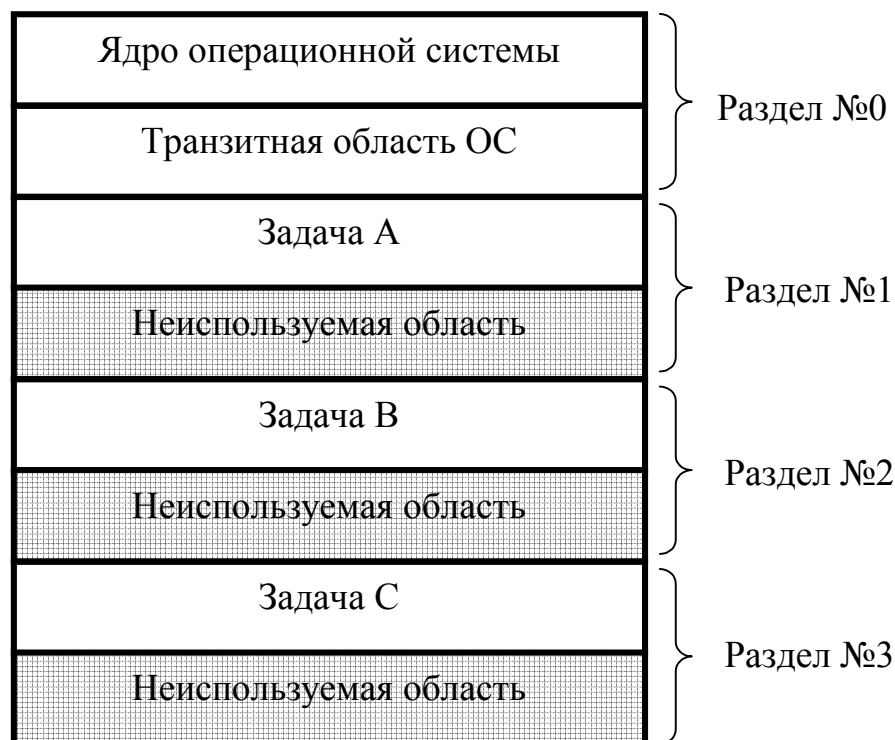 Ядро операционной системы
Раздел №0
Транзитная область ОС
Задача А
Раздел №1
Неиспользуемая область
Задача В
Раздел №2
Неиспользуемая область
Задача С
Раздел №3
Неиспользуемая область